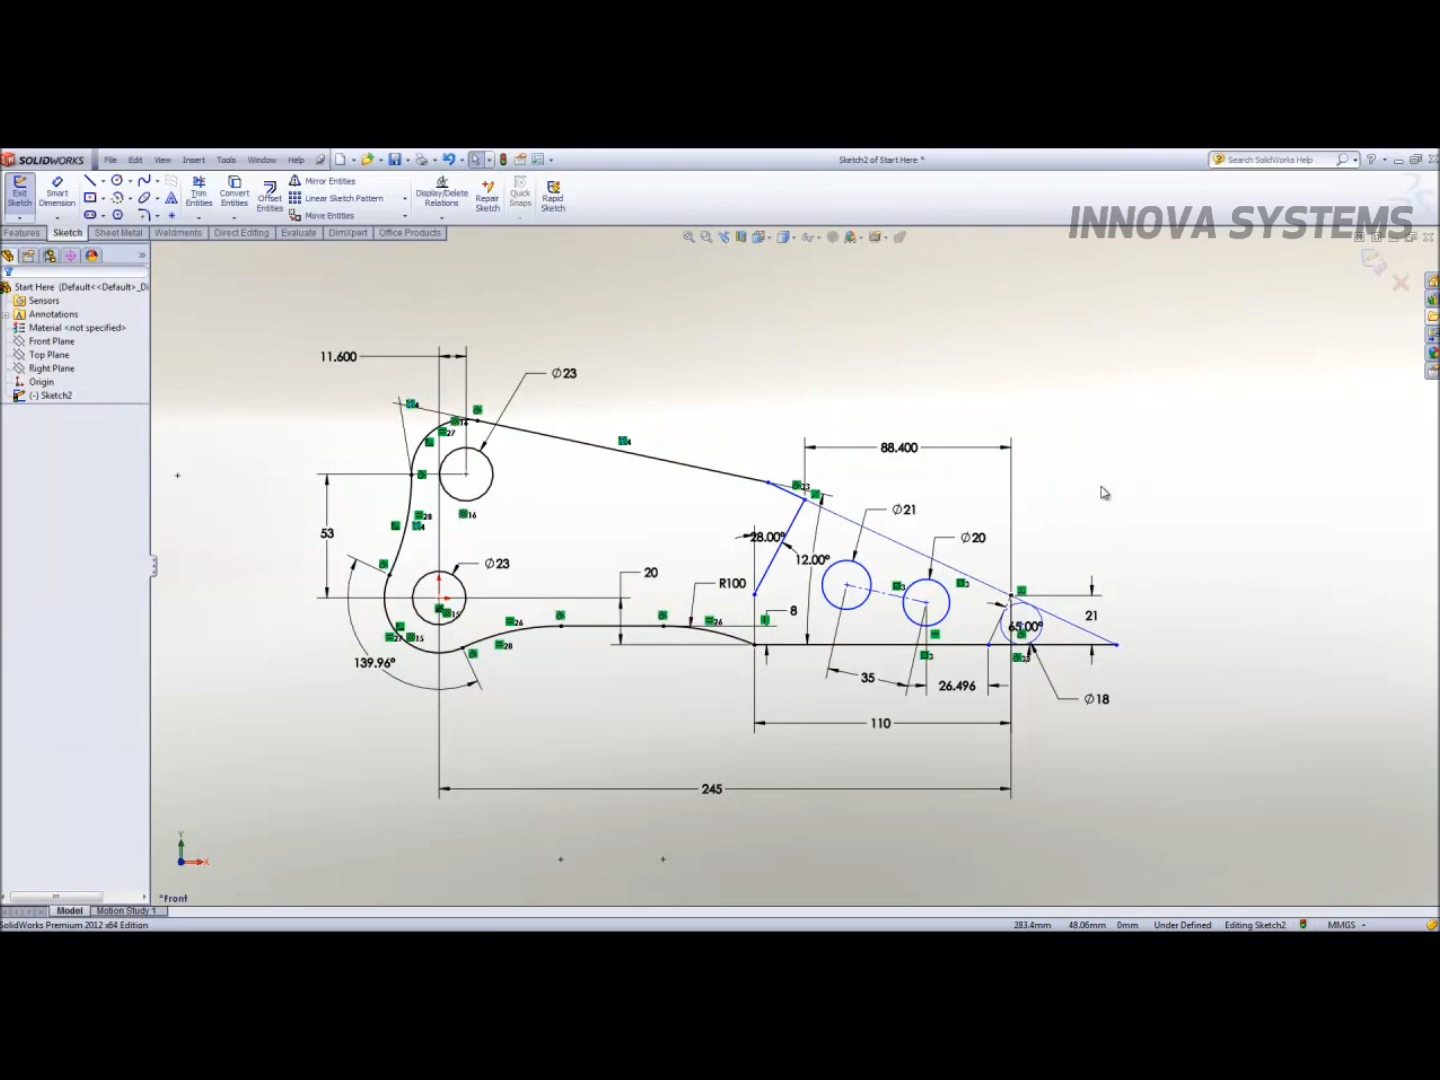 SOLIDWORKS File Edit View Insert Tools Window Help Sketch2 of Start Here * Search SolidWorks Help
Exit Sketch Smart Dimension Trim Entities Convert Entities Offset Entities Mirror Entities Display/Delete Relations Repair Sketch Quick Snaps Rapid Sketch
Linear Sketch Pattern
Move Entities
INNOVA SYSTEMS
Features Sketch Sheet Metal Weldments Direct Editing Evaluate DimXpert Office Products
Start Here (Default<<Default>_Di
Sensors
Annotations
Material <not specified>
Front Plane
Top Plane
Right Plane
Origin
(-) Sketch2
11.600
Ø23
88.400
Ø21
53
28.00°
Ø20
12.00°
Ø23
20
R100
8
21
65.00°
139.96°
35
26.496
Ø18
110
245
Y
X
*Front
Model Motion Study 1
SolidWorks Premium 2012 x64 Edition 283.4mm 48.06mm 0mm Under Defined Editing Sketch2 MMGS